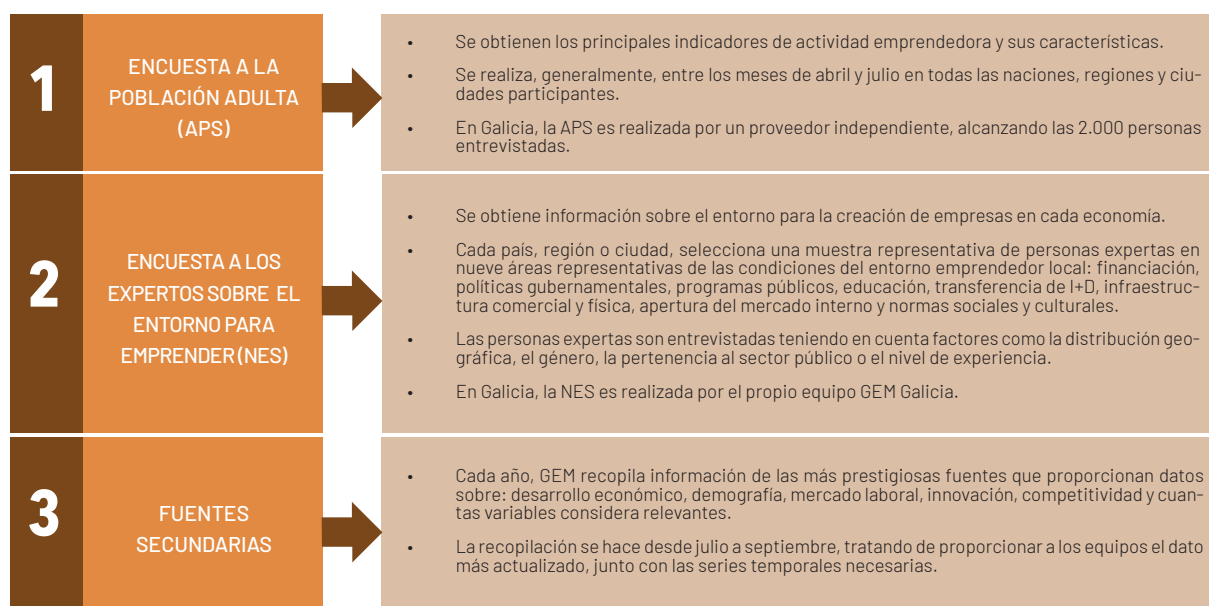 1
ENCUESTA A LA
POBLACIÓN ADULTA
(APS)
• Se obtienen los principales indicadores de actividad emprendedora y sus características.
• Se realiza, generalmente, entre los meses de abril y julio en todas las naciones, regiones y ciu-
dades participantes.
• En Galicia, la APS es realizada por un proveedor independiente, alcanzando las 2.000 personas
entrevistadas.
2
ENCUESTA A LOS
EXPERTOS SOBRE EL
ENTORNO PARA
EMPRENDER (NES)
• Se obtiene información sobre el entorno para la creación de empresas en cada economía.
• Cada país, región o ciudad, selecciona una muestra representativa de personas expertas en
nueve áreas representativas de las condiciones del entorno emprendedor local: financiación,
políticas gubernamentales, programas públicos, educación, transferencia de I+D, infraestruc-
tura comercial y física, apertura del mercado interno y normas sociales y culturales.
• Las personas expertas son entrevistadas teniendo en cuenta factores como la distribución geo-
gráfica, el género, la pertenencia al sector público o el nivel de experiencia.
• En Galicia, la NES es realizada por el propio equipo GEM Galicia.
3
FUENTES
SECUNDARIAS
• Cada año, GEM recopila información de las más prestigiosas fuentes que proporcionan datos
sobre: desarrollo económico, demografía, mercado laboral, innovación, competitividad y cuan-
tas variables considera relevantes.
• La recopilación se hace desde julio a septiembre, tratando de proporcionar a los equipos el dato
más actualizado, junto con las series temporales necesarias.